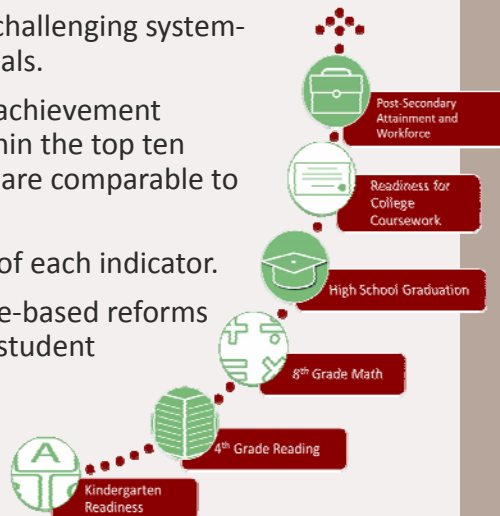 challenging system-
als.
achievement
hin the top ten
are comparable to
of each indicator.
e-based reforms
student
Post-Secondary
Attainment and
Workforce
Readiness for
College
Coursework
High School Graduation
8th Grade Math
4th Grade Reading
A
Kindergarten
Readiness